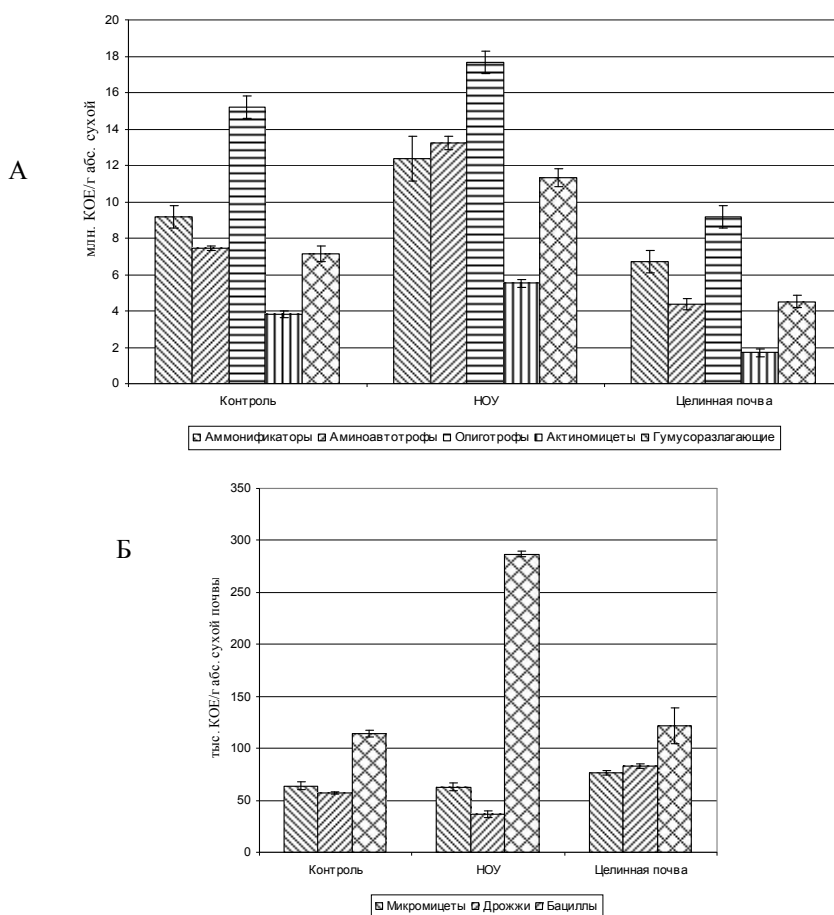 А
млн. КОЕ/г абс. сухой
20
18
16
14
12
10
8
6
4
2
0
Контроль НОУ Целинная почва
Аммонификаторы Аминоавтотрофы Олиготрофы Актиномицеты Гумусоразлагающие
Б
тыс. КОЕ/г абс. сухой почвы
350
300
250
200
150
100
50
0
Контроль НОУ Целинная почва
Микромицеты Дрожжи Бациллы